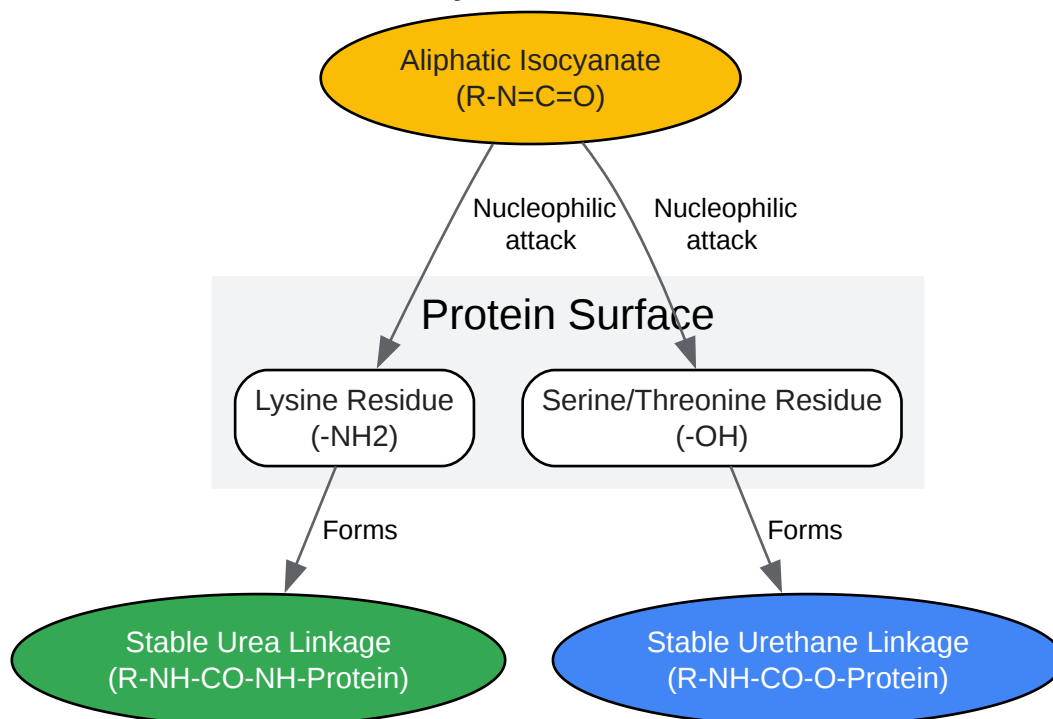 Aliphatic Isocyanate
(R-N=C=O)
Nucleophilic
attack
Nucleophilic
attack
Protein Surface
Lysine Residue
(-NH2)
Serine/Threonine Residue
(-OH)
Forms
Forms
Stable Urea Linkage
(R-NH-CO-NH-Protein)
Stable Urethane Linkage
(R-NH-CO-O-Protein)